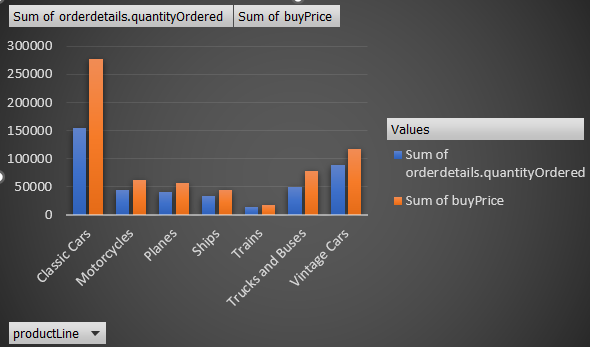 Sum of orderdetails.quantityOrdered
Sum of buyPrice
300000
250000
200000
150000
100000
50000
0
Classic Cars
Motorcycles
Planes
Ships
Trains
Trucks and Buses
Vintage Cars
Values
Sum of
orderdetails.quantityOrdered
Sum of buyPrice
productLine